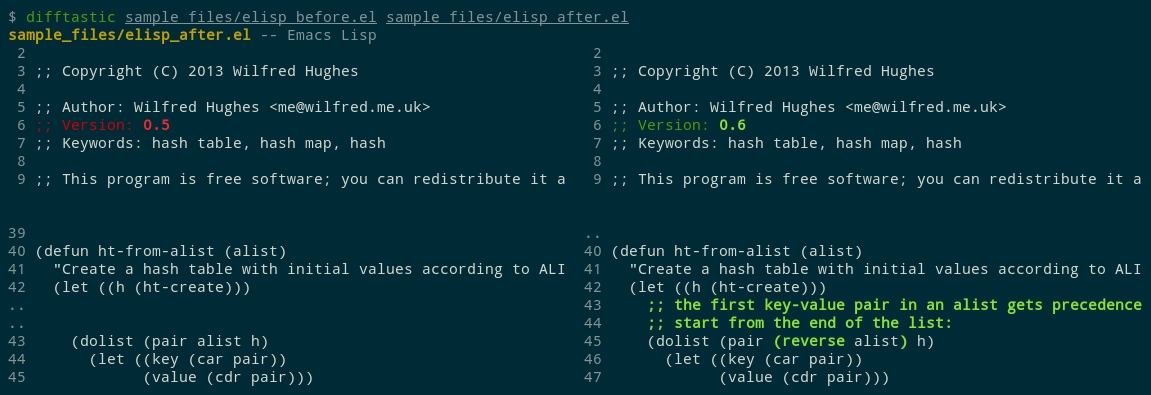 $ difftastic sample_files/elisp_before.el sample_files/elisp_after.el
sample_files/elisp_after.el -- Emacs Lisp
2 2
3 ;; Copyright (C) 2013 Wilfred Hughes 3 ;; Copyright (C) 2013 Wilfred Hughes
4 4
5 ;; Author: Wilfred Hughes <me@wilfred.me.uk> 5 ;; Author: Wilfred Hughes <me@wilfred.me.uk>
6 ;; Version: 0.5 6 ;; Version: 0.6
7 ;; Keywords: hash table, hash map, hash 7 ;; Keywords: hash table, hash map, hash
8 8
9 ;; This program is free software; you can redistribute it a 9 ;; This program is free software; you can redistribute it a
39 ..
40 (defun ht-from-alist (alist) 40 (defun ht-from-alist (alist)
41 "Create a hash table with initial values according to ALI 41 "Create a hash table with initial values according to ALI
42 (let ((h (ht-create))) 42 (let ((h (ht-create)))
.. 43 ;; the first key-value pair in an alist gets precedence
.. 44 ;; start from the end of the list:
43 (dolist (pair alist h) 45 (dolist (pair (reverse alist) h)
44 (let ((key (car pair)) 46 (let ((key (car pair))
45 (value (cdr pair))) 47 (value (cdr pair)))